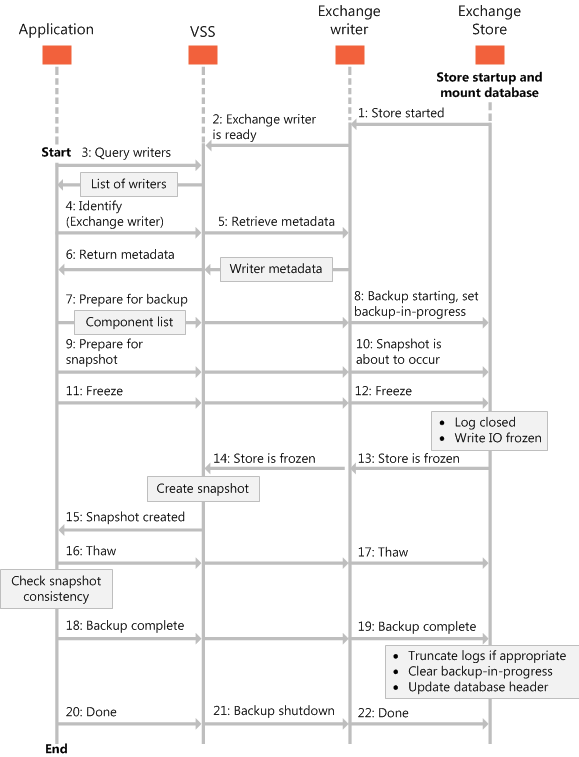 Application
VSS
Exchange
writer
Exchange
Store
Store startup and
mount database
1: Store started
2: Exchange writer
is ready
Start
3: Query writers
List of writers
4: Identify
(Exchange writer)
5: Retrieve metadata
6: Return metadata
Writer metadata
7: Prepare for backup
Component list
8: Backup starting, set
backup-in-progress
9: Prepare for
snapshot
10: Snapshot is
about to occur
11: Freeze
12: Freeze
• Log closed
• Write IO frozen
14: Store is frozen
13: Store is frozen
Create snapshot
15: Snapshot created
16: Thaw
17: Thaw
Check snapshot
consistency
18: Backup complete
19: Backup complete
• Truncate logs if appropriate
• Clear backup-in-progress
• Update database header
20: Done
21: Backup shutdown
22: Done
End